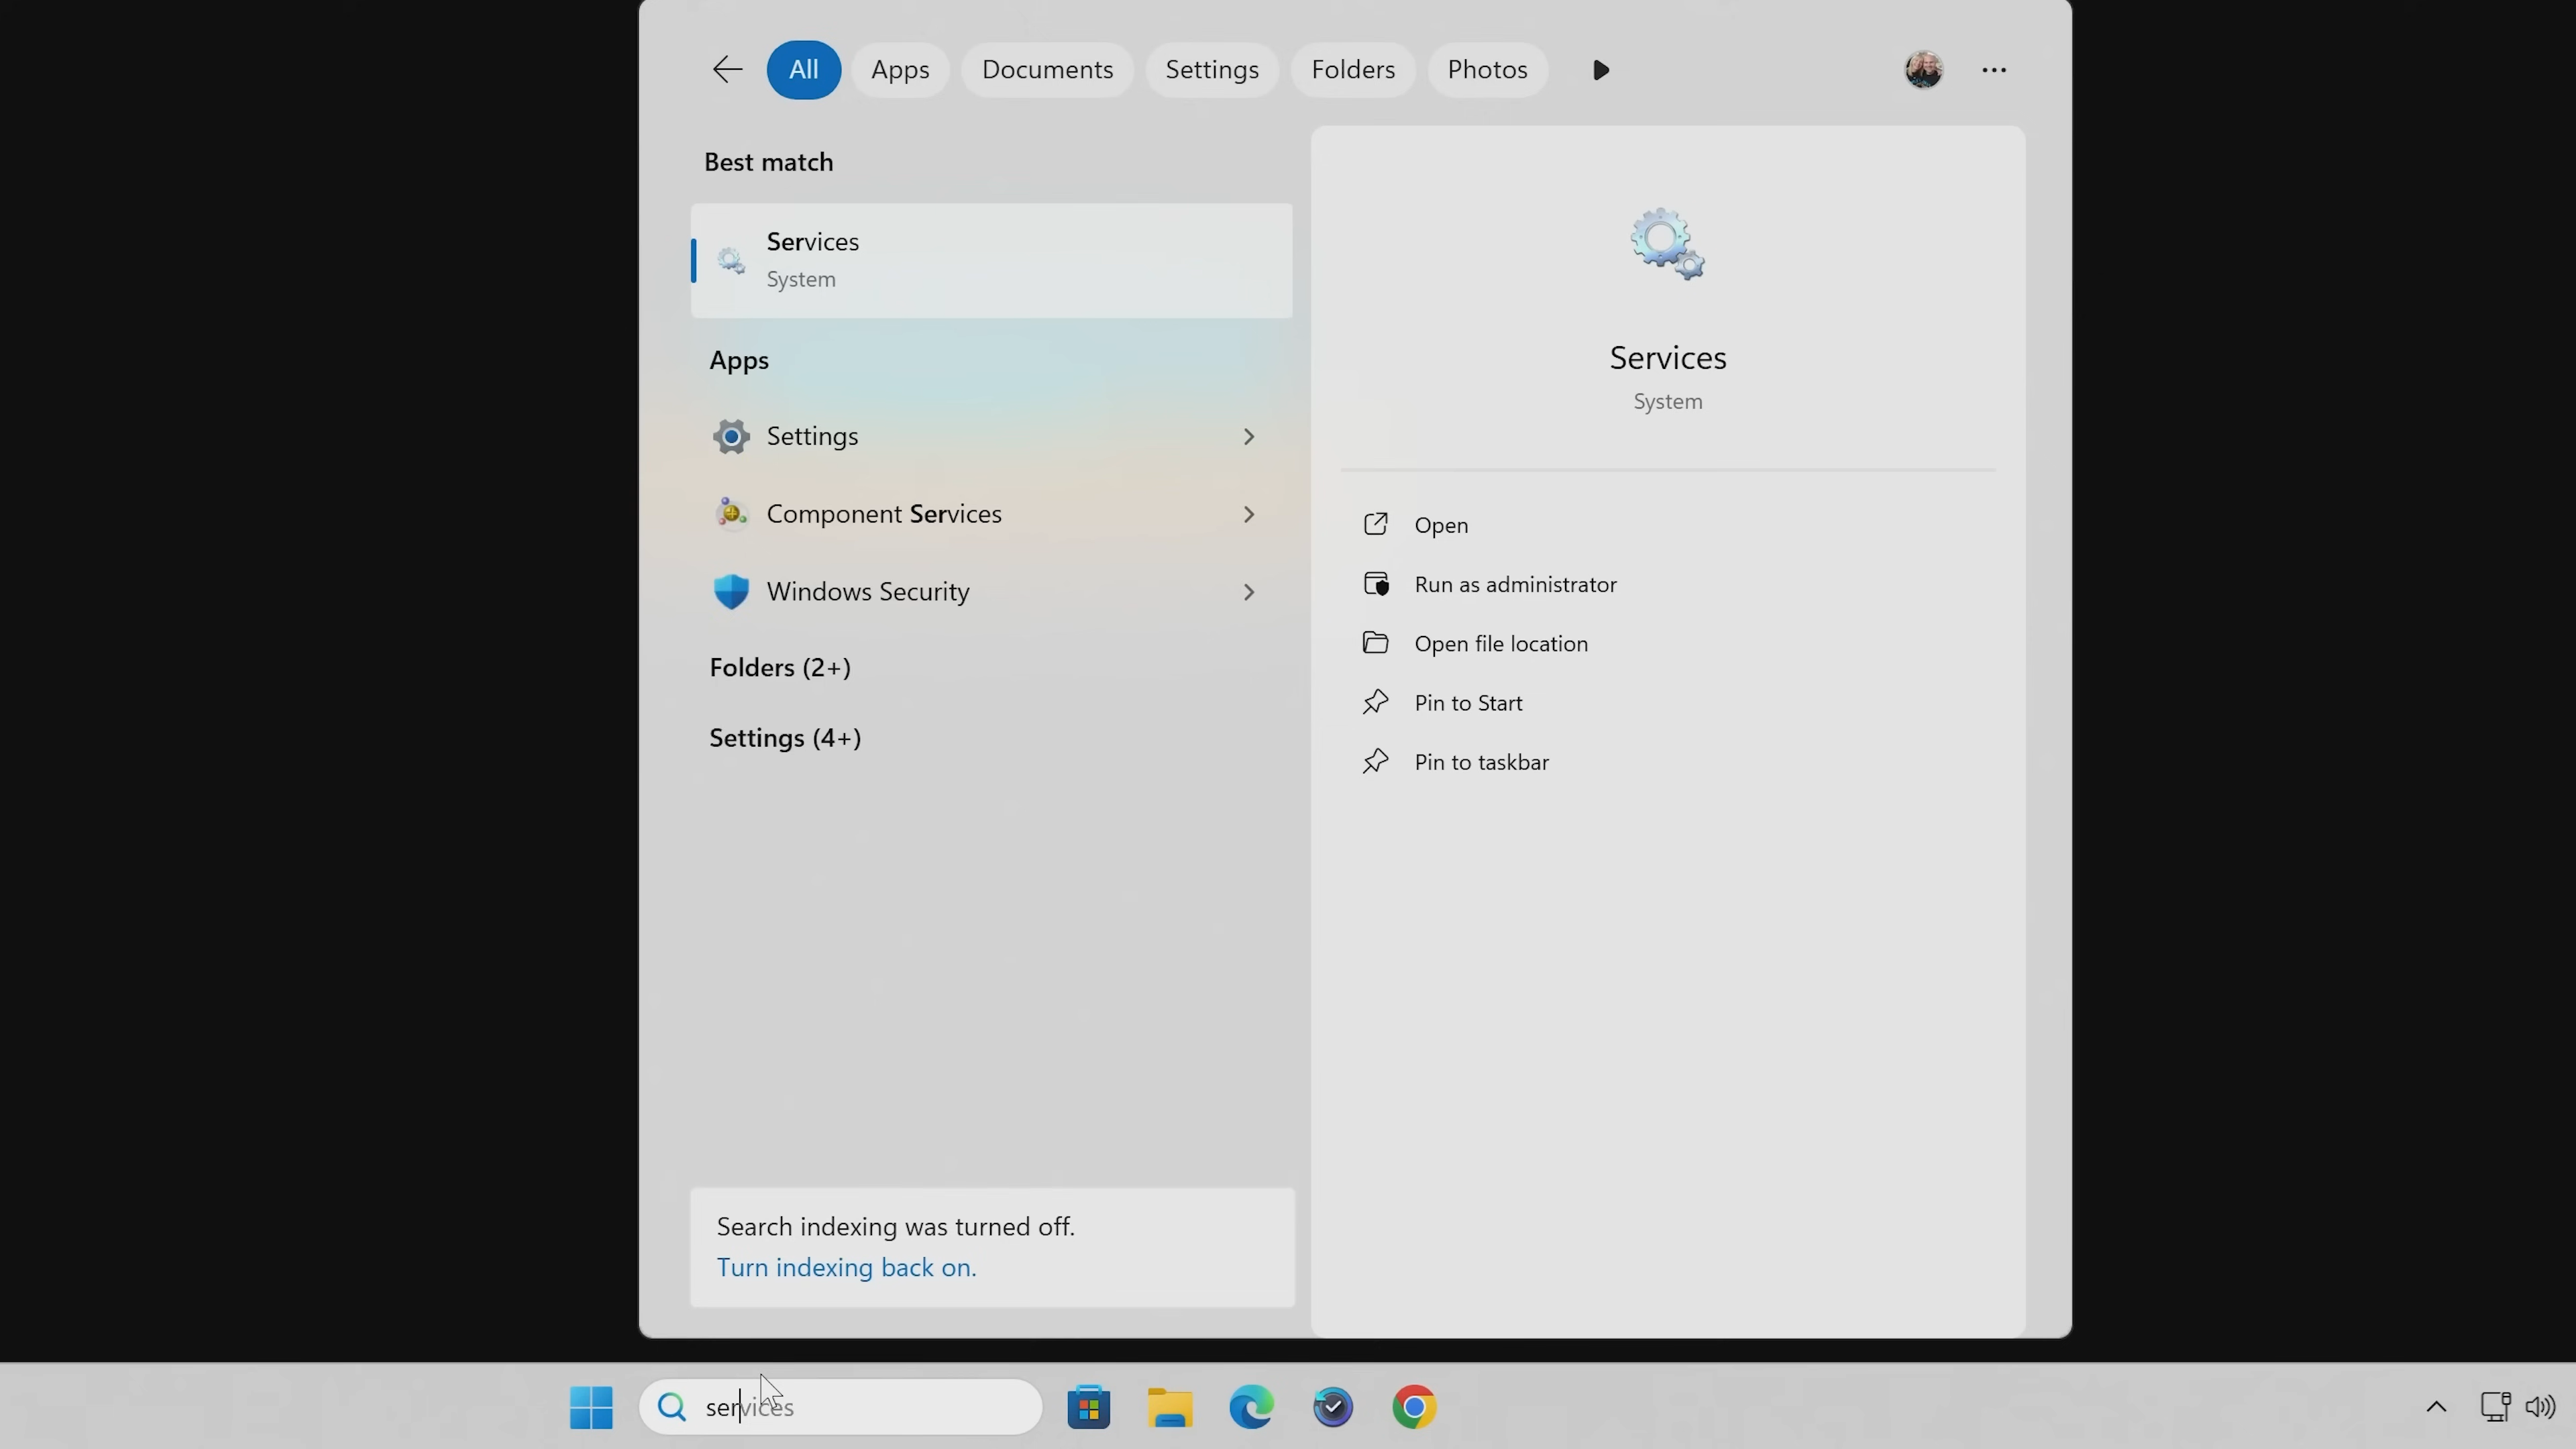 All
Apps
Documents
Settings
Folders
Photos
Best match
Services
System
Apps
Settings
Component Services
Windows Security
Folders (2+)
Settings (4+)
Search indexing was turned off.
Turn indexing back on.
Services
System
Open
Run as administrator
Open file location
Pin to Start
Pin to taskbar
services